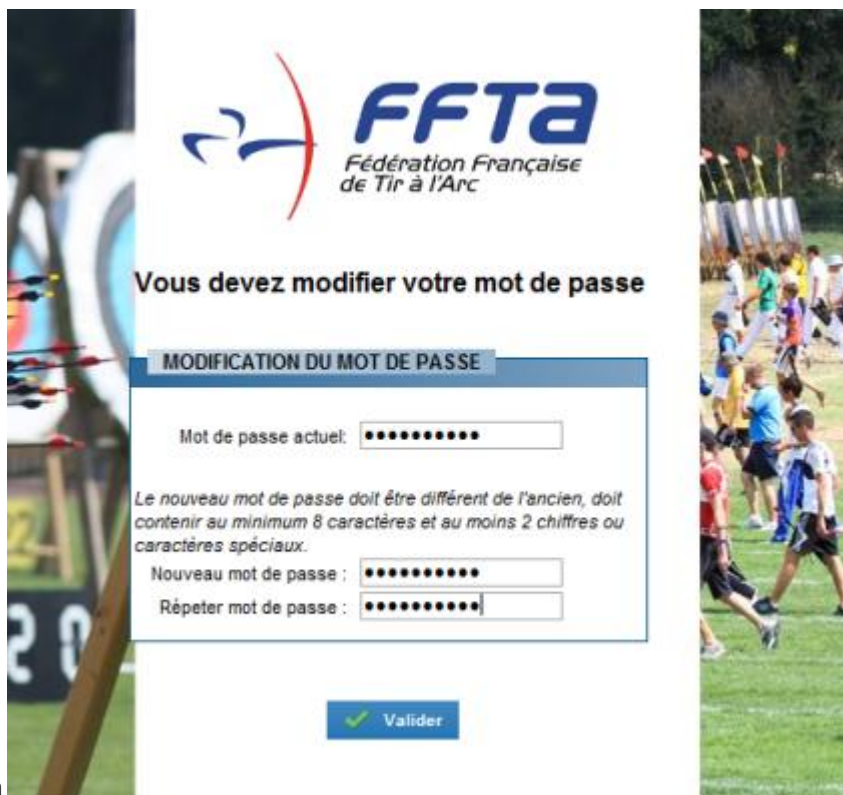 FFTA
Fédération Française
de Tir à l'Arc
Vous devez modifier votre mot de passe
MODIFICATION DU MOT DE PASSE
Mot de passe actuel: ••••••••••
Le nouveau mot de passe doit être différent de l'ancien, doit
contenir au minimum 8 caractères et au moins 2 chiffres ou
caractères spéciaux.
Nouveau mot de passe : ••••••••••
Répeter mot de passe : ••••••••••
Valider
20